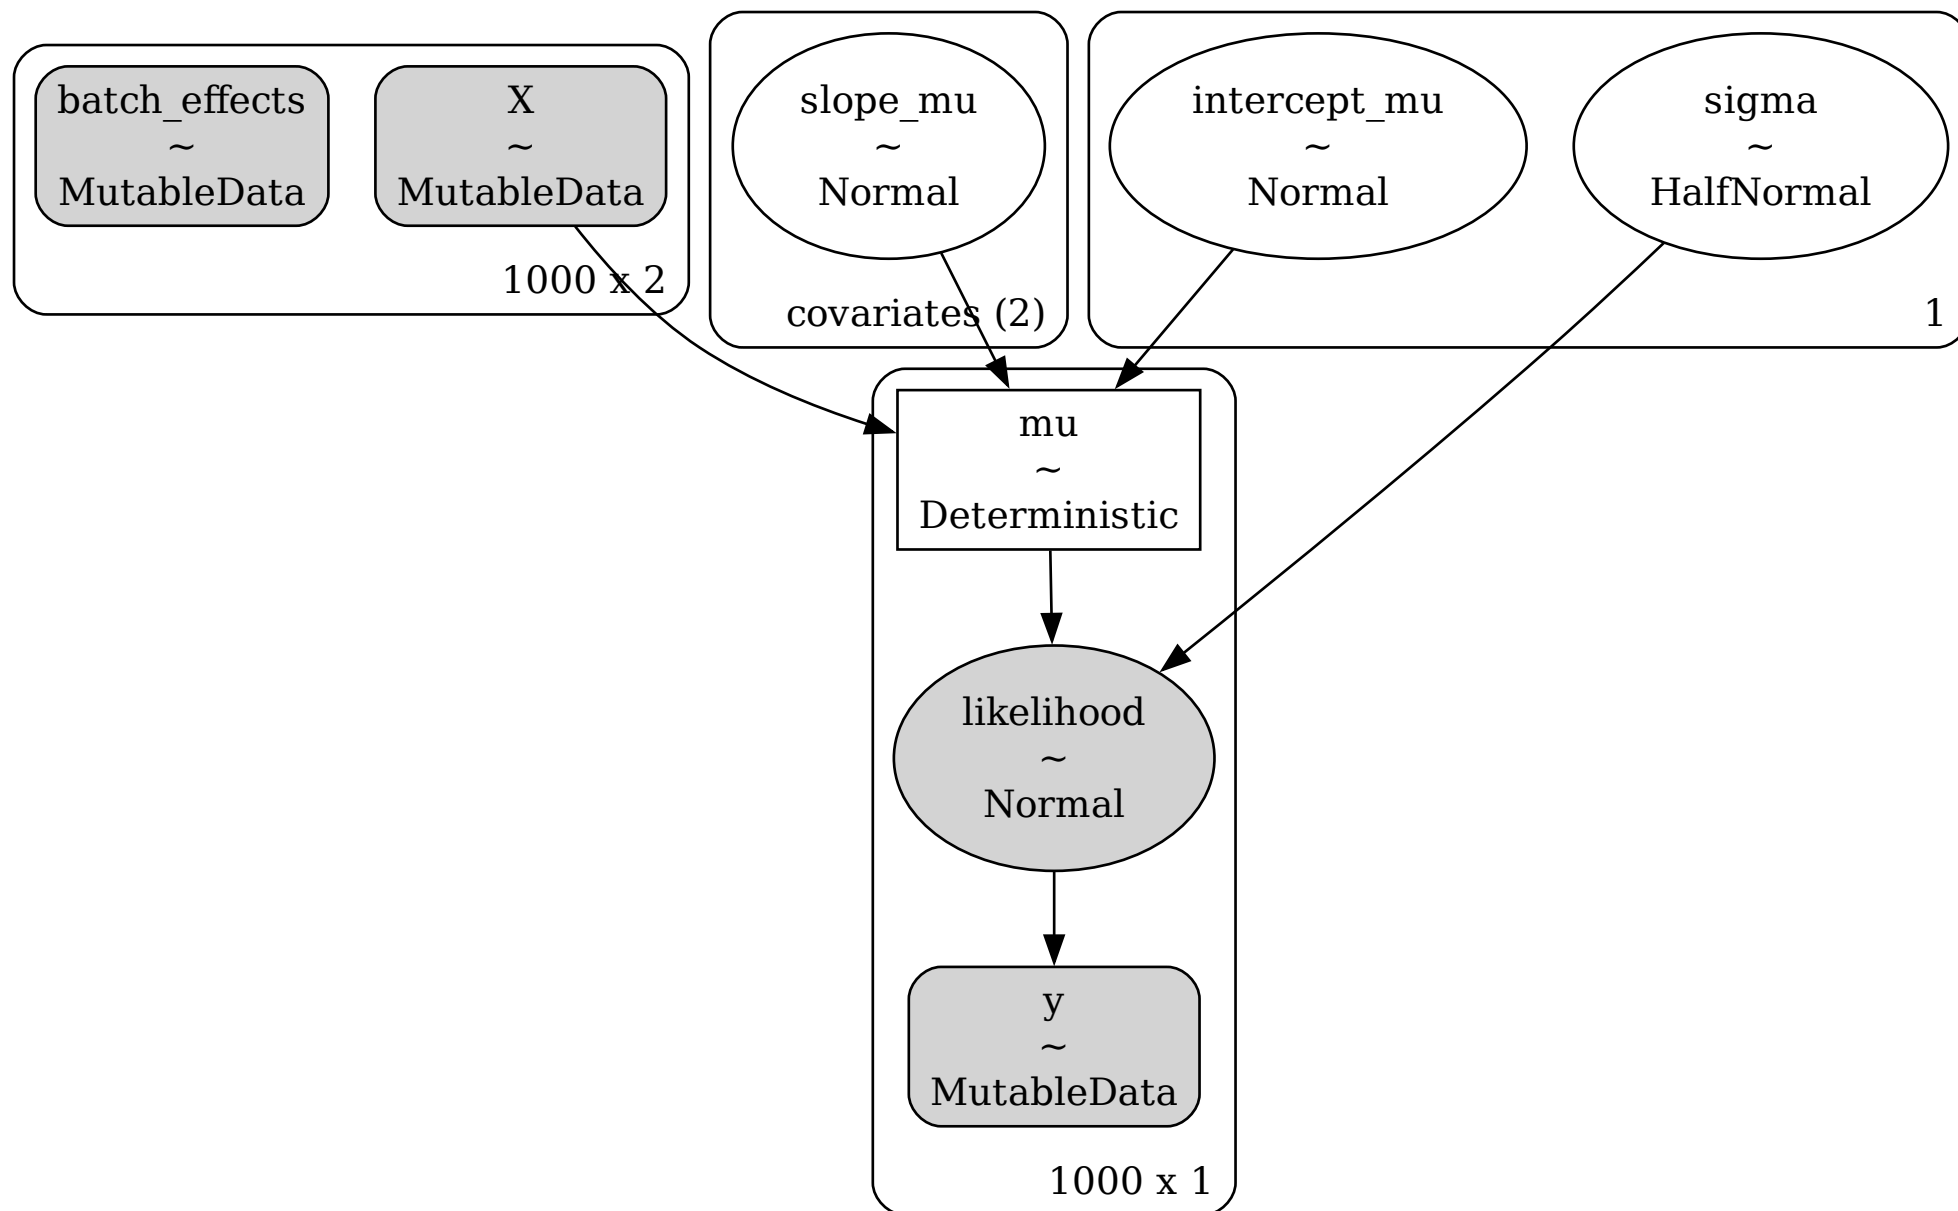 batch_effects
~
MutableData
X
~
MutableData
1000 x 2
slope_mu
~
Normal
covariates (2)
intercept_mu
~
Normal
sigma
~
HalfNormal
1
mu
~
Deterministic
likelihood
~
Normal
y
~
MutableData
1000 x 1